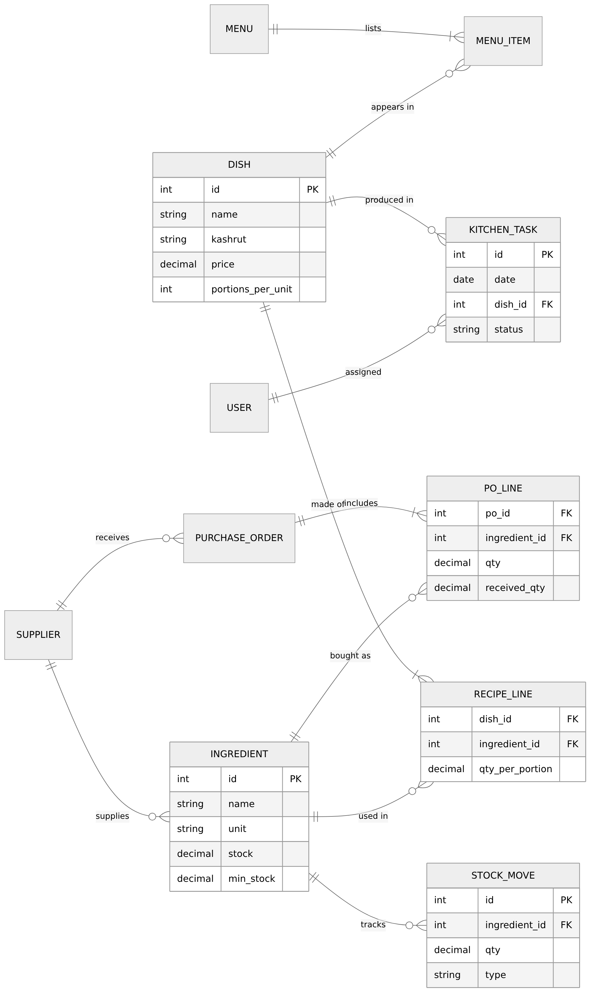 MENU
lists
MENU_ITEM
appears in
DISH
int id PK
string name
string kashrut
decimal price
int portions_per_unit
produced in
KITCHEN_TASK
int id PK
date date
int dish_id FK
string status
assigned
USER
PO_LINE
int po_id FK
int ingredient_id FK
decimal qty
decimal received_qty
made of
includes
PURCHASE_ORDER
receives
SUPPLIER
bought as
RECIPE_LINE
int dish_id FK
int ingredient_id FK
decimal qty_per_portion
INGREDIENT
int id PK
string name
string unit
decimal stock
decimal min_stock
supplies
used in
STOCK_MOVE
int id PK
int ingredient_id FK
decimal qty
string type
tracks